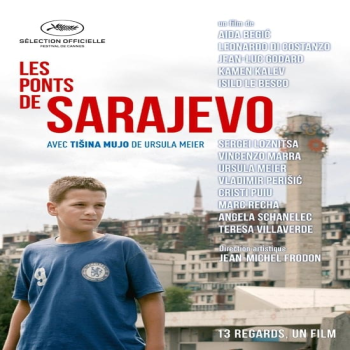 SÉLECTION OFFICIELLE
FESTIVAL DE CANNES
LES
PONTS
DE SARAJEVO
AVEC TIŠINA MUJO DE URSULA MEIER
un film de
AIDA BEGIĆ
LEONARDO DI COSTANZO
JEAN-LUC GODARD
KAMEN KALEV
ISILD LE BESCO
SERGEI LOZNITSA
VINCENZO MARRA
URSULA MEIER
VLADIMIR PERIŠIĆ
CRISTI PUIU
MARC RECHA
ANGELA SCHANELEC
TERESA VILLAVERDE
Direction artistique
JEAN-MICHEL FRODON
9
13 REGARDS, UN FILM